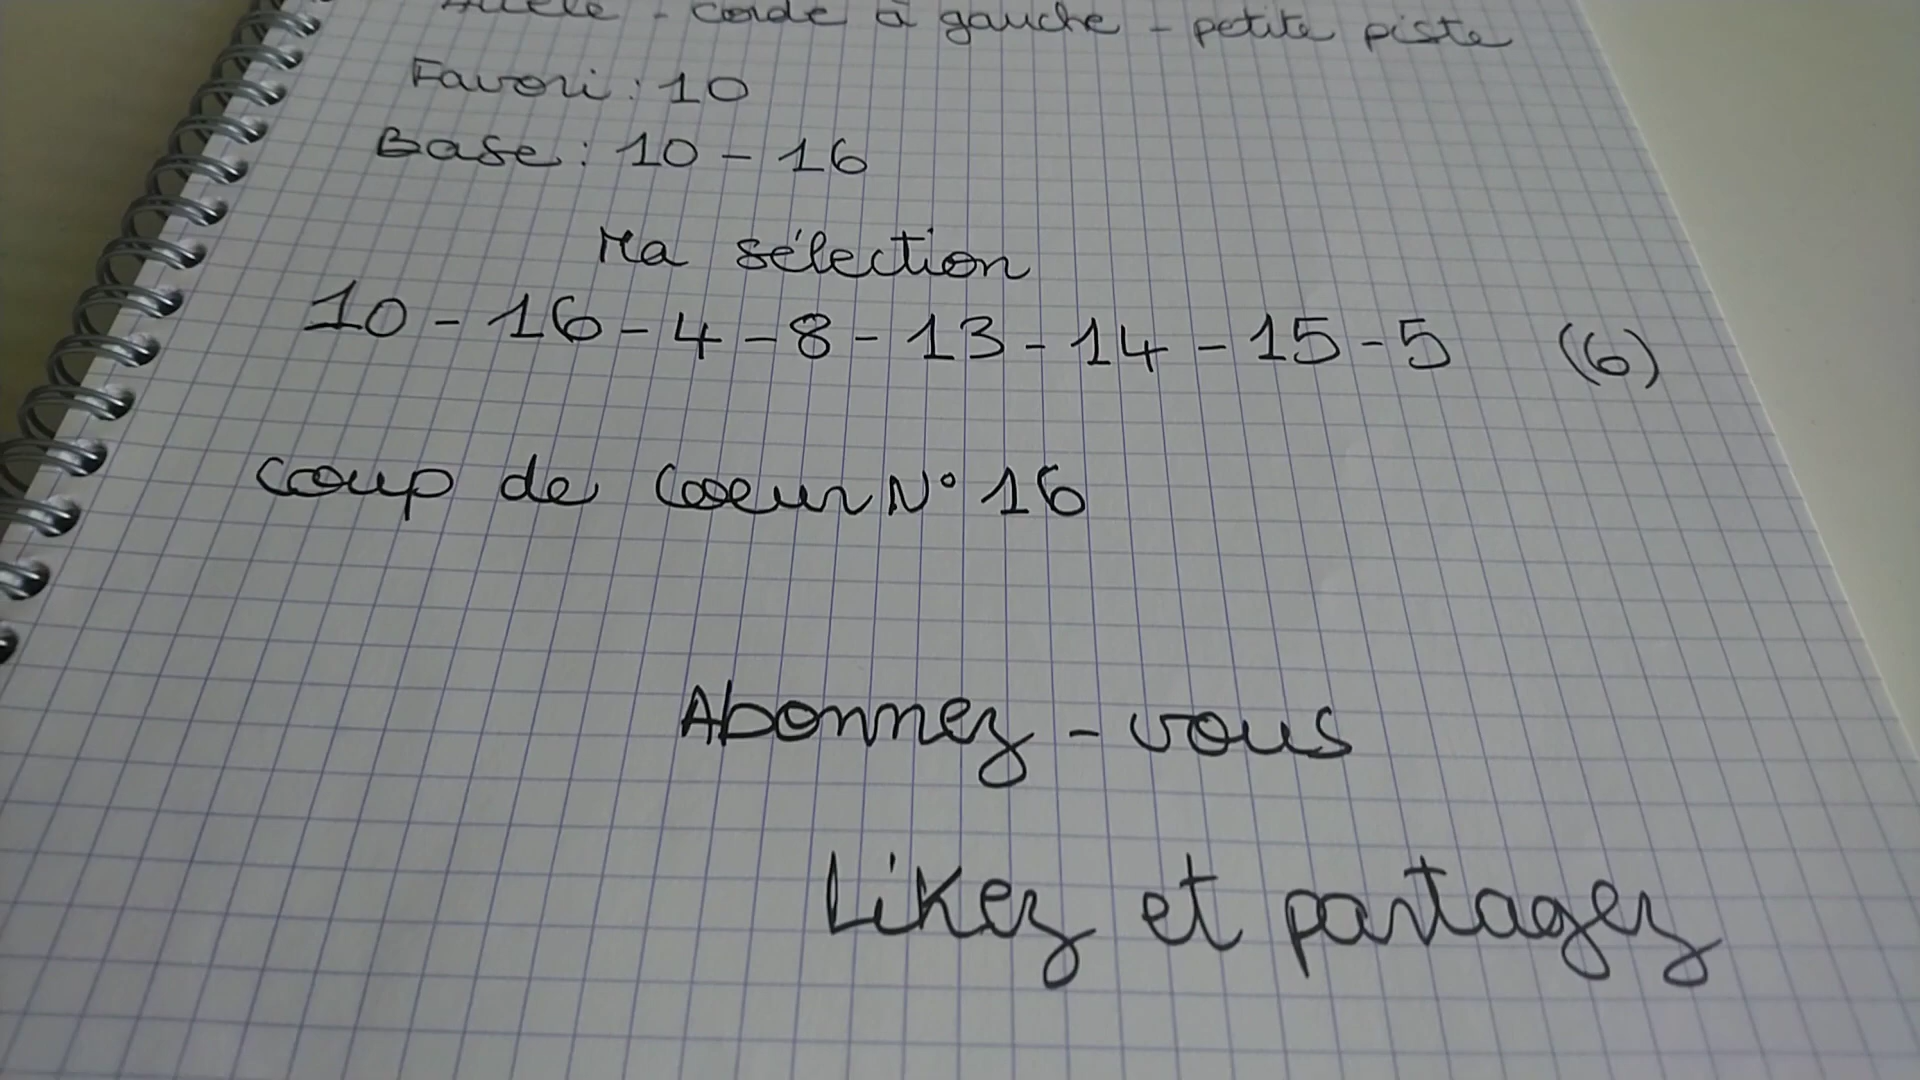 Attelé - corde à gauche - petite piste
Favori : 10
Base : 10 - 16
Ma sélection
10 - 16 - 4 - 8 - 13 - 14 - 15 - 5 (6)
coup de coeur N° 16
Abonnez - vous
Likez et partagez